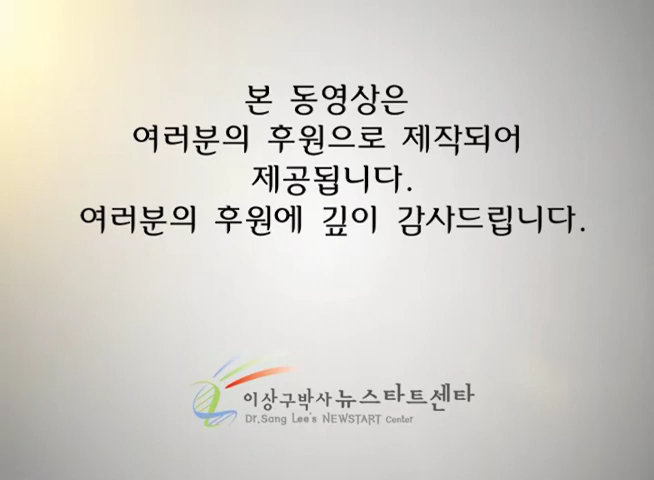 본 동영상은
여러분의 후원으로 제작되어
제공됩니다.
여러분의 후원에 깊이 감사드립니다.
이상구박사 뉴스타트센타
Dr.Sang Lee's NEWSTART Center